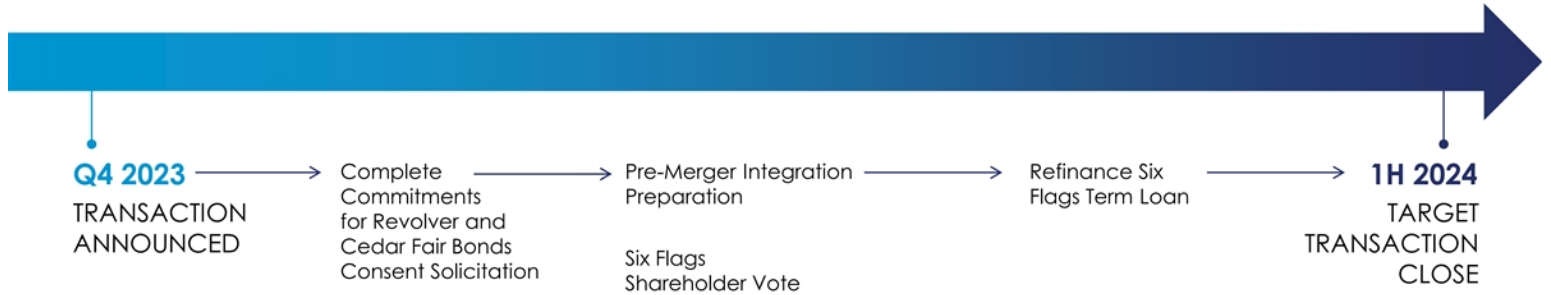 Q4 2023
TRANSACTION
ANNOUNCED
Complete
Commitments
for Revolver and
Cedar Fair Bonds
Consent Solicitation
Pre-Merger Integration
Preparation
Six Flags
Shareholder Vote
Refinance Six
Flags Term Loan
1H 2024
TARGET
TRANSACTION
CLOSE